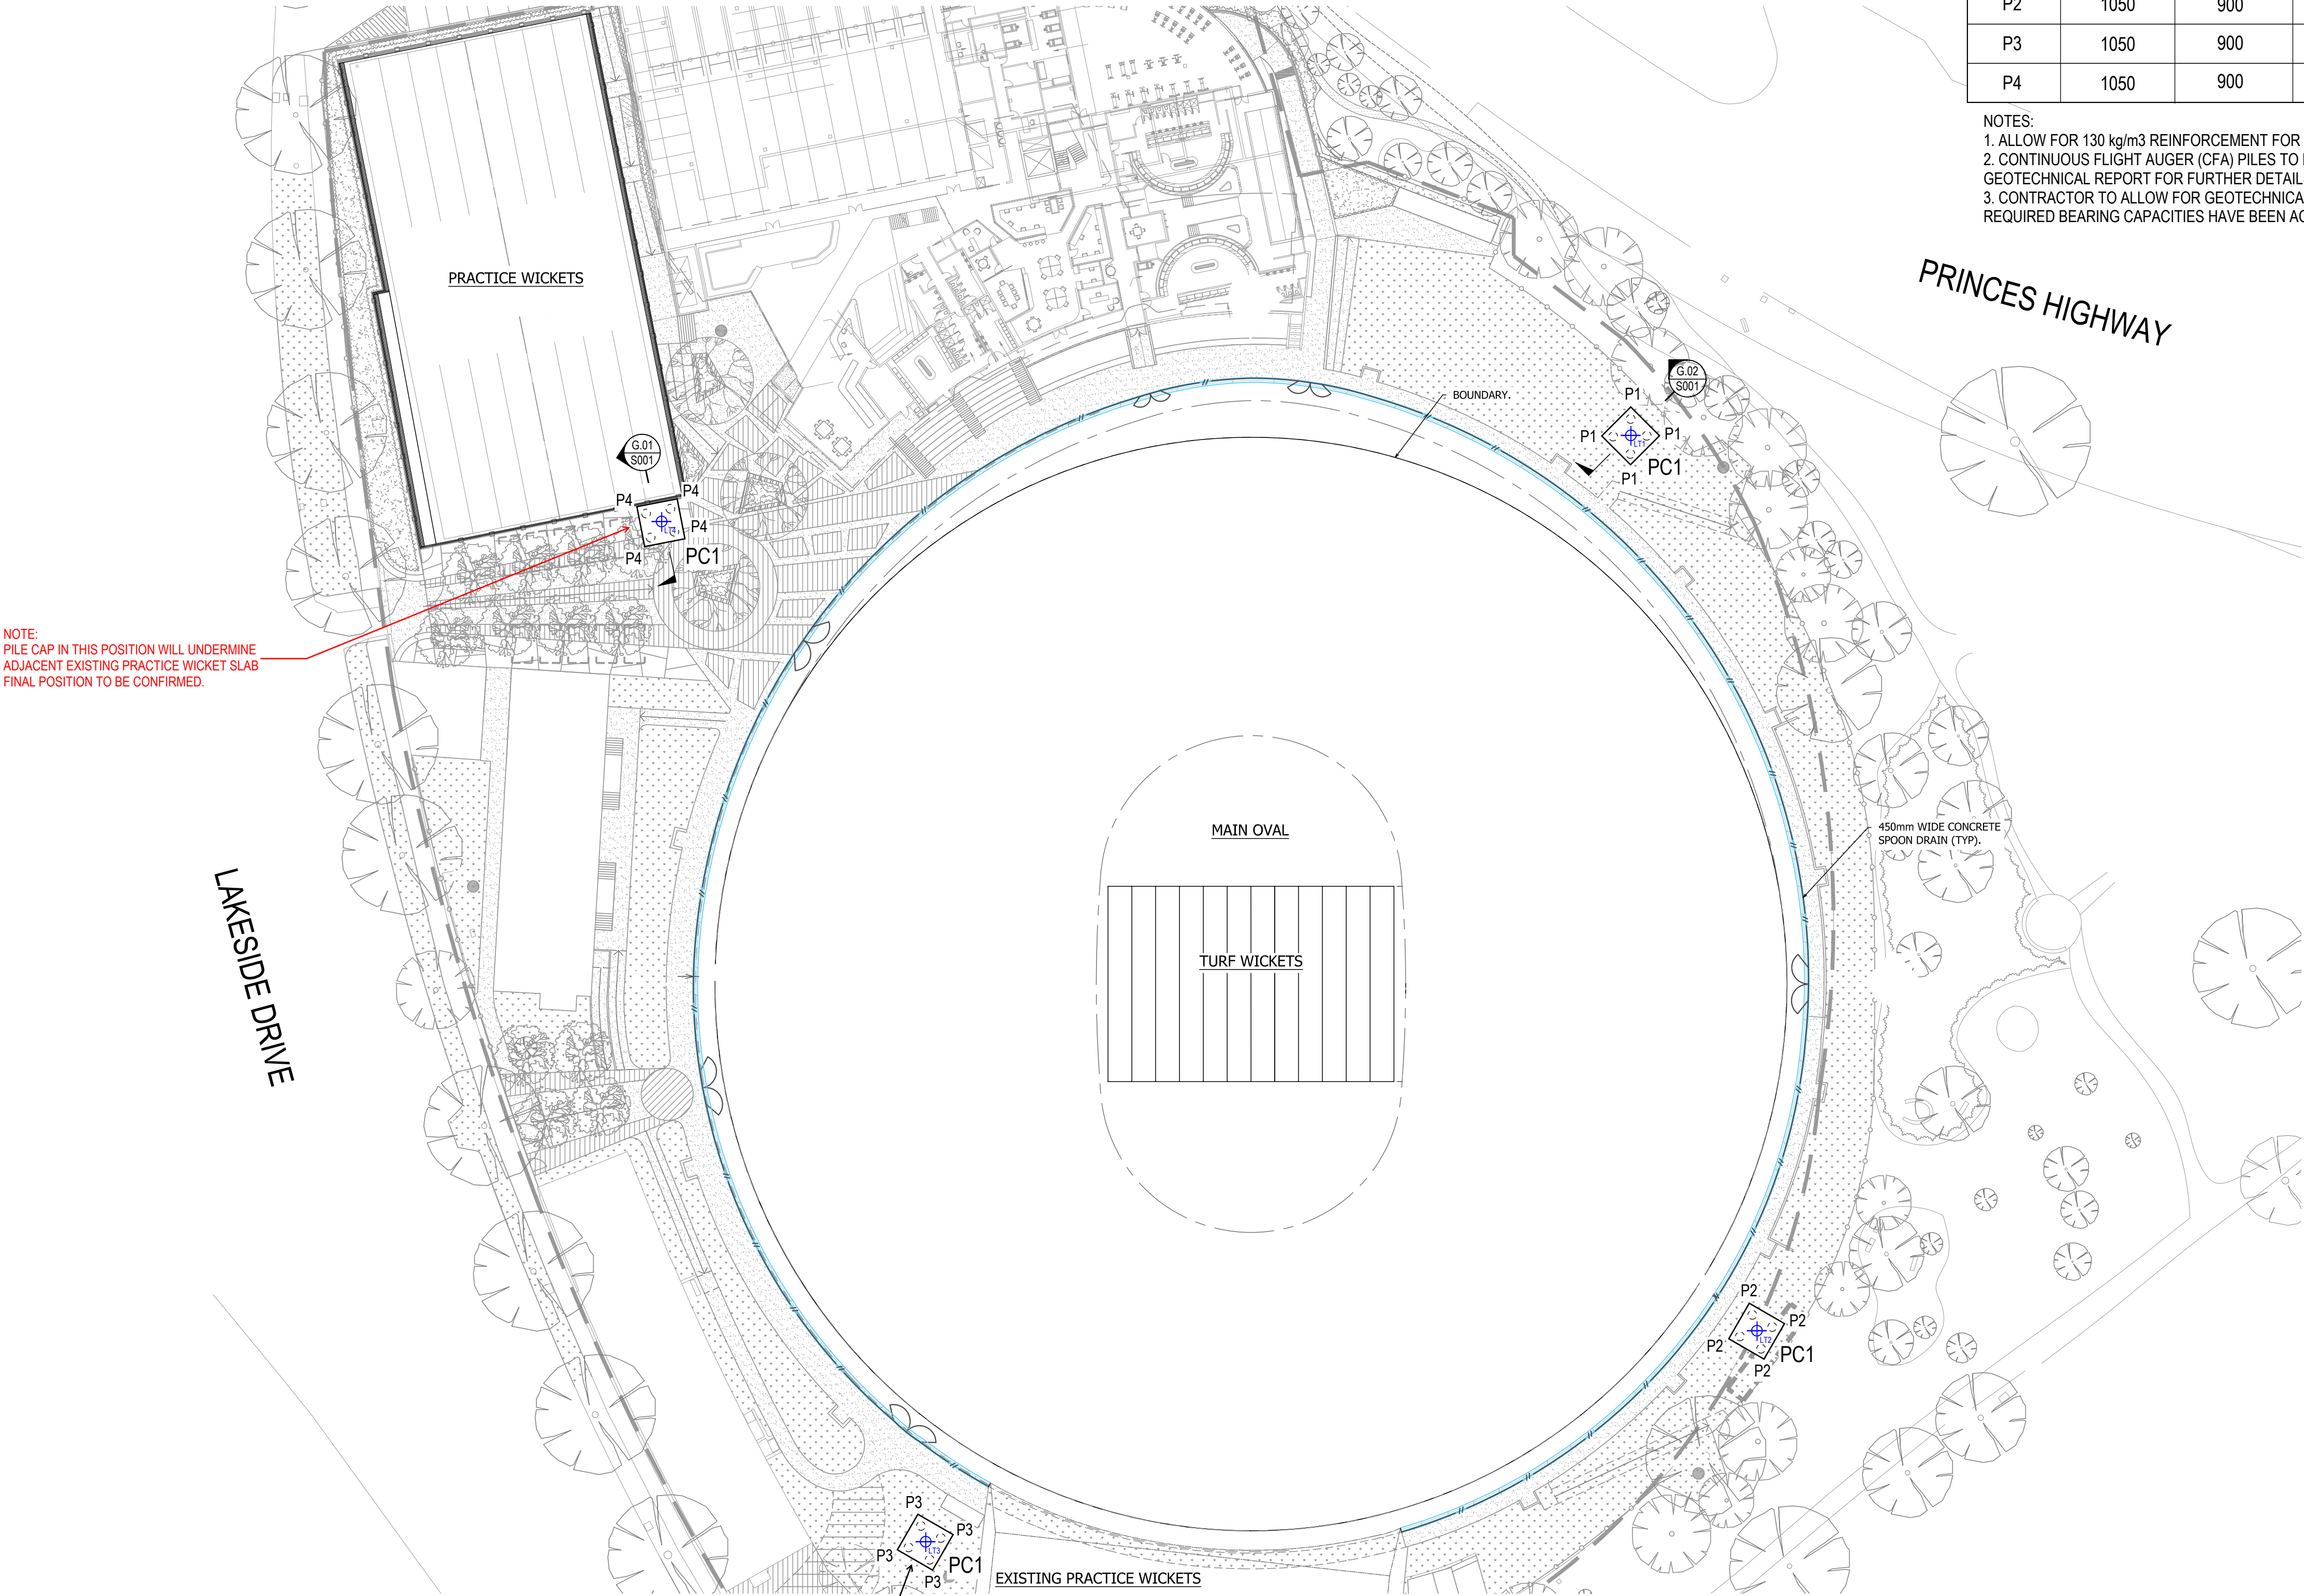 P2 1050 900
P3 1050 900
P4 1050 900
NOTES:
1. ALLOW FOR 130 kg/m3 REINFORCEMENT FOR
2. CONTINUOUS FLIGHT AUGER (CFA) PILES TO
GEOTECHNICAL REPORT FOR FURTHER DETAIL
3. CONTRACTOR TO ALLOW FOR GEOTECHNICA
REQUIRED BEARING CAPACITIES HAVE BEEN
PRINCES HIGHWAY
PRACTICE WICKETS
G.02
S001
BOUNDARY.
P1
P1
P1
LT1
PC1
P1
G.01
S001
P4
P4
P4
LT4
PC1
P4
NOTE:
PILE CAP IN THIS POSITION WILL UNDERMINE
ADJACENT EXISTING PRACTICE WICKET SLAB
FINAL POSITION TO BE CONFIRMED.
MAIN OVAL
450mm WIDE CONCRETE
SPOON DRAIN (TYP).
LAKESIDE DRIVE
TURF WICKETS
P2
P2
P2
LT2
PC1
P2
P3
P3
P3
LT3
PC1
P3
EXISTING PRACTICE WICKETS